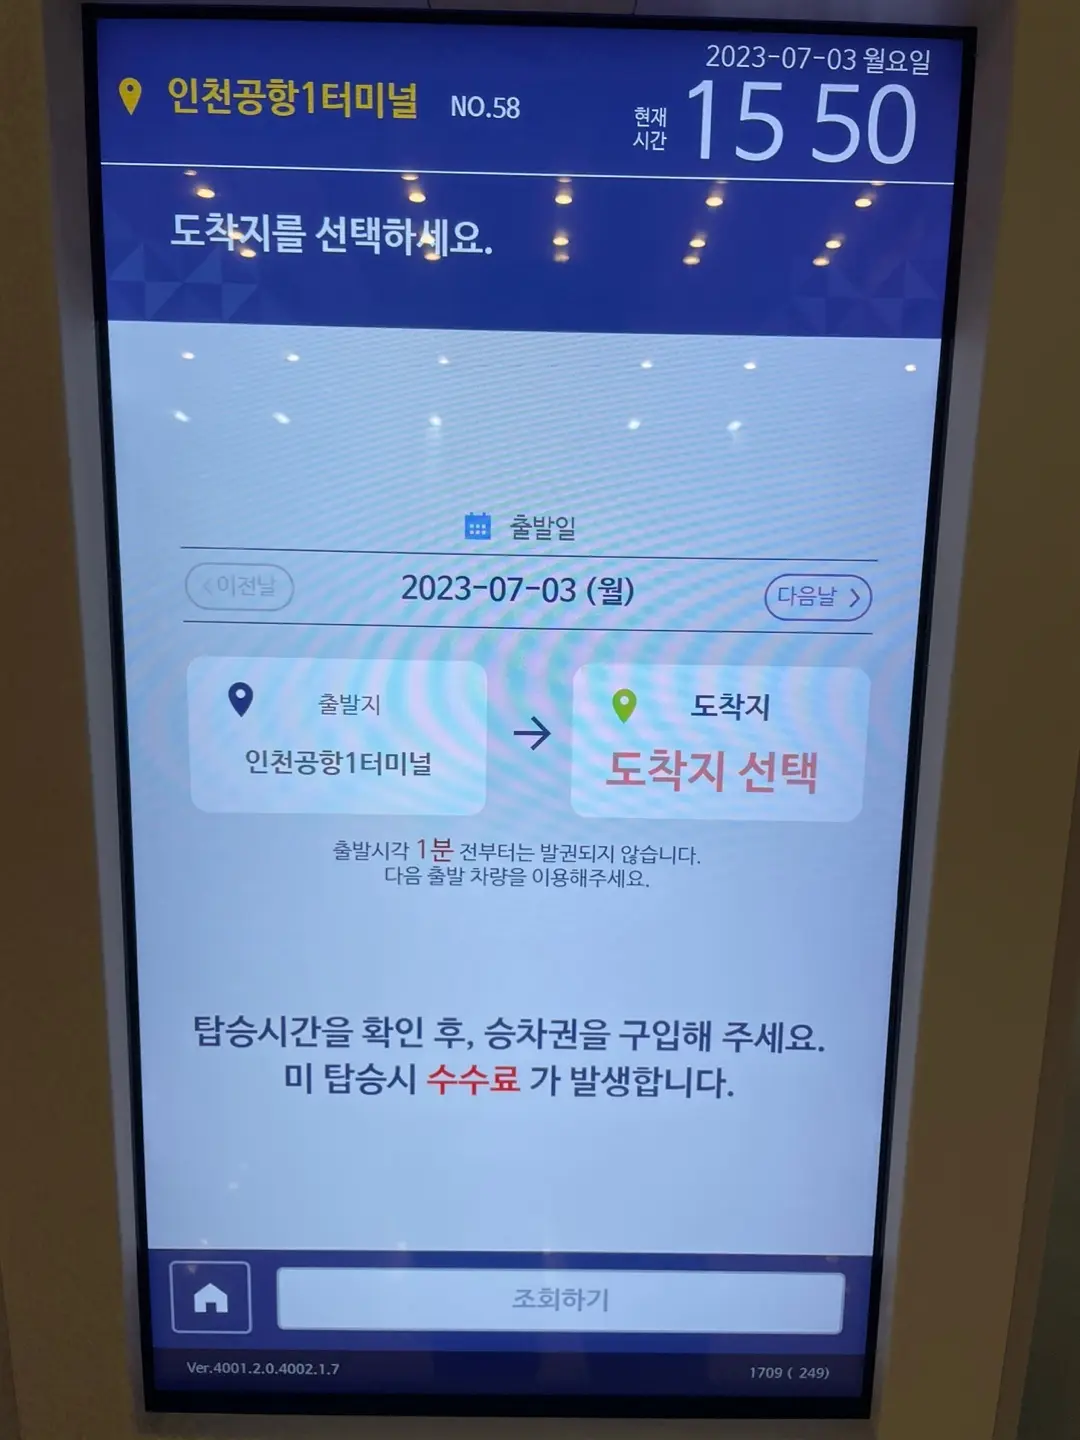 인천공항1터미널 NO.58
2023-07-03 월요일
현재
시간
15 50
도착지를 선택하세요.
출발일
이전날
2023-07-03 (월)
다음날
출발지
인천공항1터미널
도착지
도착지 선택
출발시각 1분 전부터는 발권되지 않습니다.
다음 출발 차량을 이용해주세요.
탑승시간을 확인 후, 승차권을 구입해 주세요.
미 탑승시 수수료 가 발생합니다.
조회하기
Ver.4001.2.0.4002.1.7
1709 ( 249)